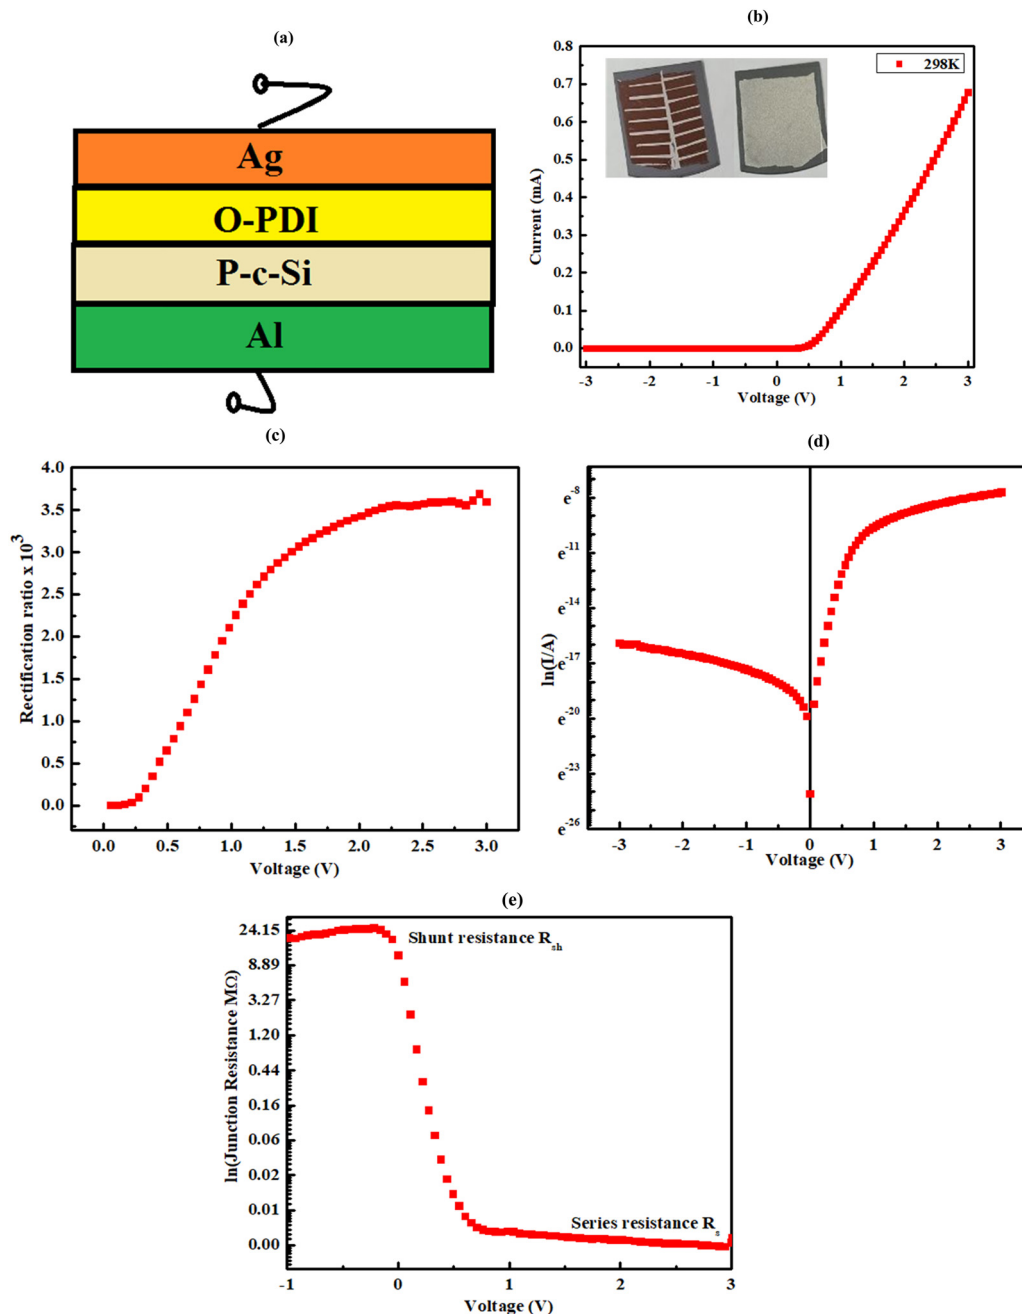 (a)
Ag
O-PDI
P-c-Si
Al
(b)
298K
0.8
0.7
0.6
0.5
0.4
0.3
0.2
0.1
0.0
Current (mA)
-3 -2 -1 0 1 2 3
Voltage (V)
(c)
4.0
3.5
3.0
2.5
2.0
1.5
1.0
0.5
0.0
Rectification ratio x 10³
0.0 0.5 1.0 1.5 2.0 2.5 3.0
Voltage (V)
(d)
e⁻⁸
e⁻¹¹
e⁻¹⁴
e⁻¹⁷
e⁻²⁰
e⁻²³
e⁻²⁶
ln(I/A)
-3 -2 -1 0 1 2 3
Voltage (V)
(e)
24.15
8.89
3.27
1.20
0.44
0.16
0.06
0.02
0.01
0.00
ln(Junction Resistance MΩ)
Shunt resistance Rsh
Series resistance Rs
-1 0 1 2 3
Voltage (V)